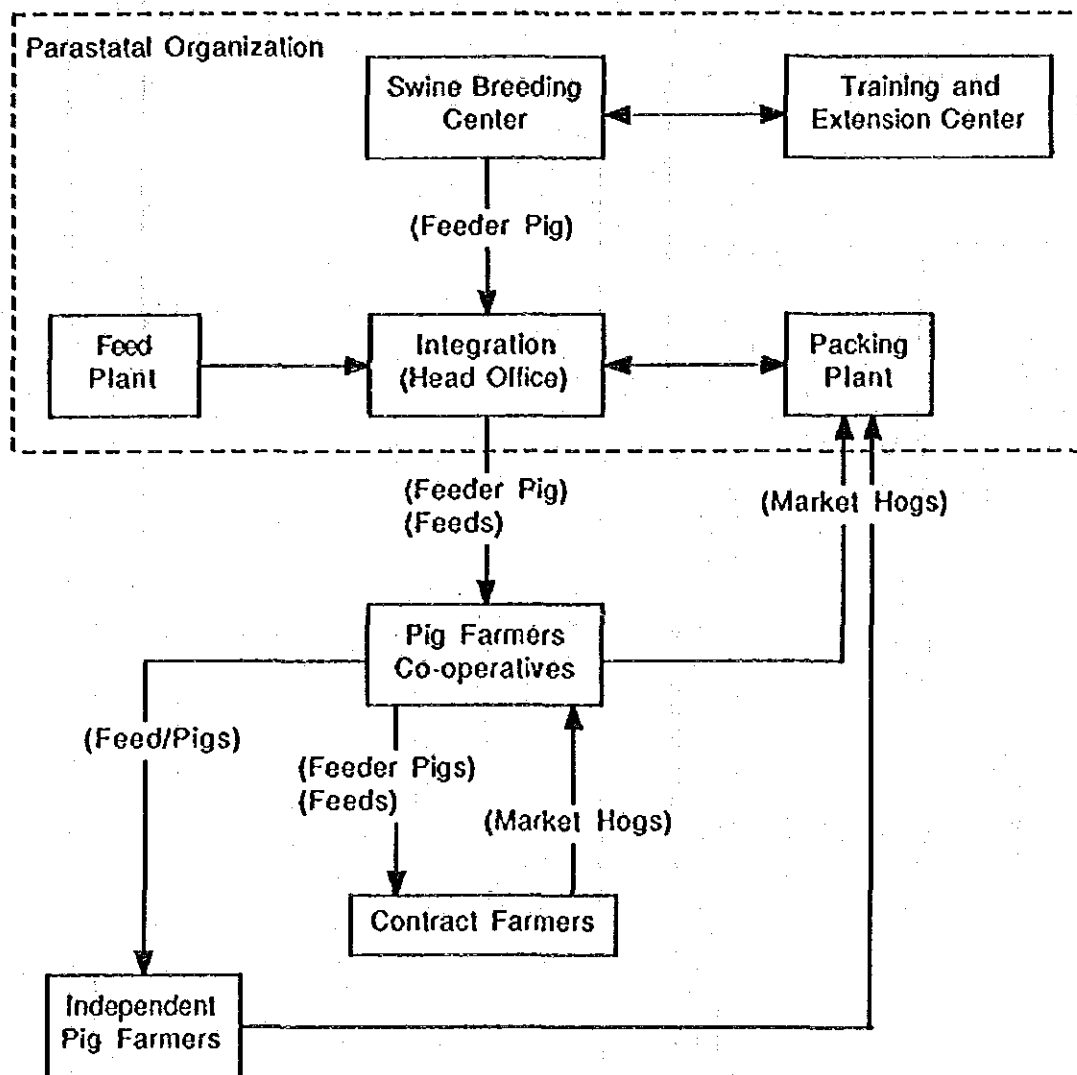 Parastatal Organization
Swine Breeding
Center
Training and
Extension Center
(Feeder Pig)
Feed
Plant
Integration
(Head Office)
Packing
Plant
(Feeder Pig)
(Feeds)
(Market Hogs)
Pig Farmers
Co-operatives
(Feed/Pigs)
(Feeder Pigs)
(Feeds)
(Market Hogs)
Contract Farmers
Independent
Pig Farmers